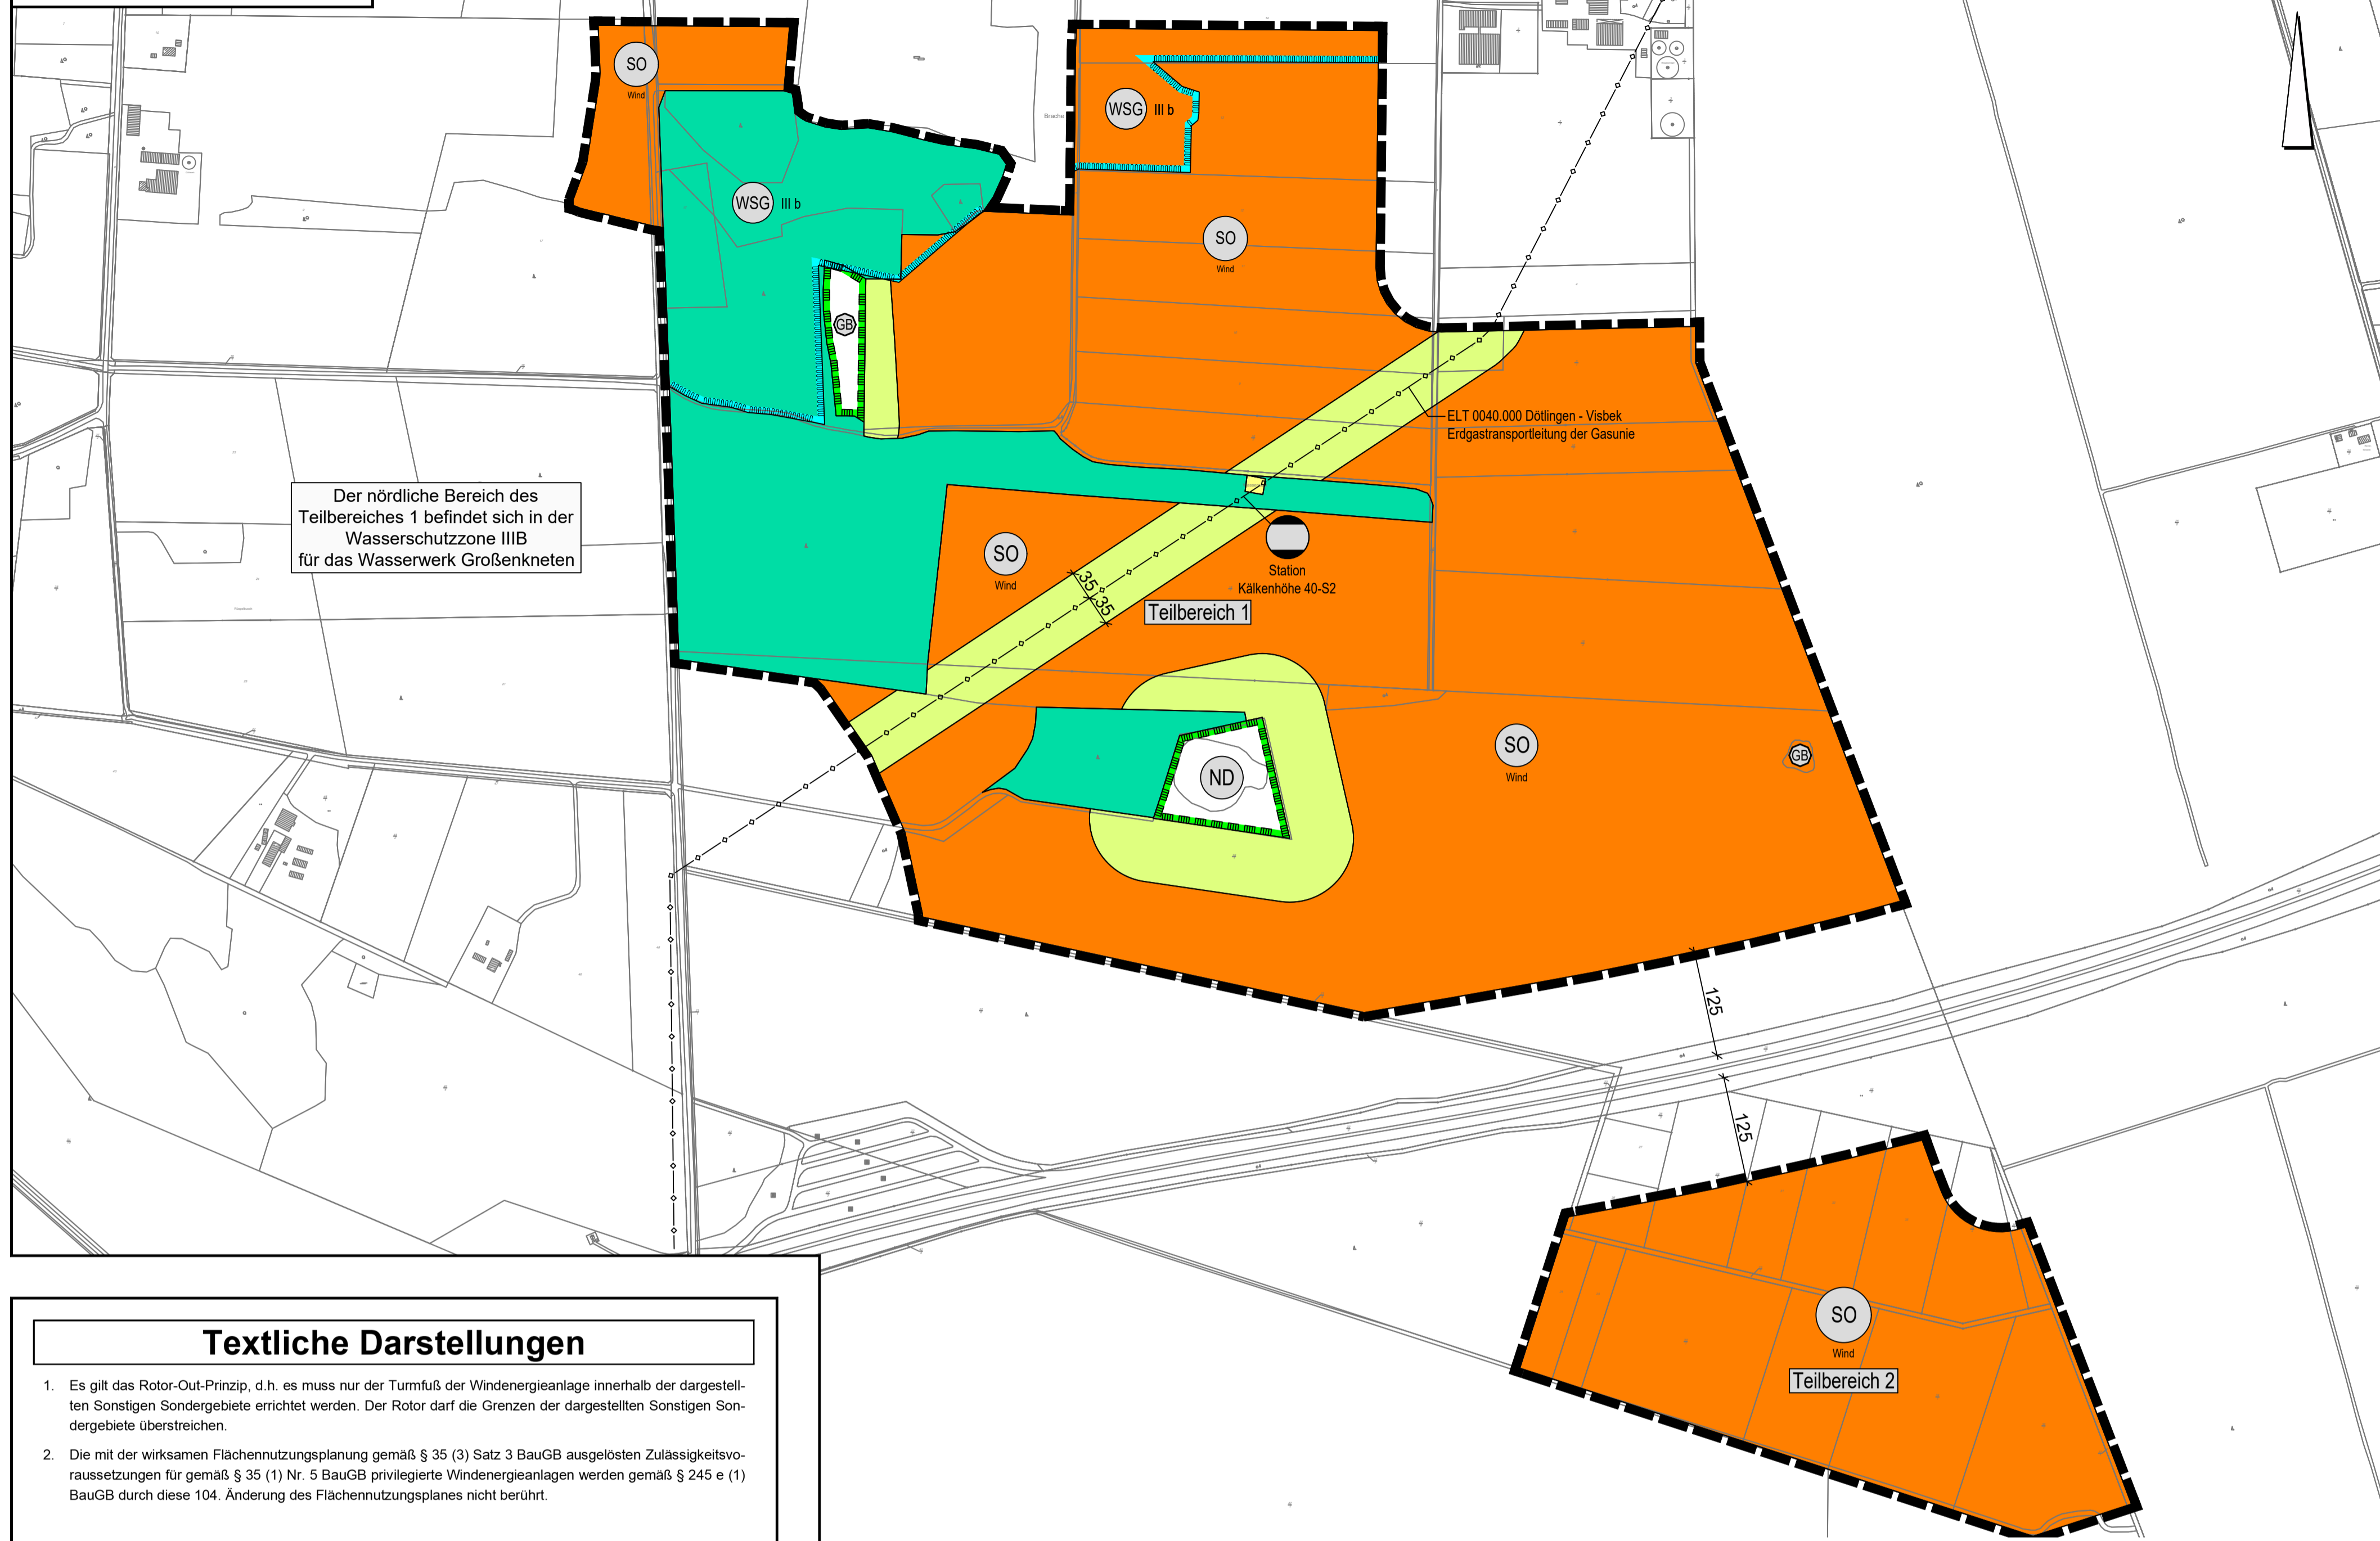 SO
Wind
WSG III b
Brache
WSG III b
SO
Wind
GB
ELT 0040.000 Dötlingen - Visbek
Erdgastransportleitung der Gasunie
Der nördliche Bereich des
Teilbereiches 1 befindet sich in der
Wasserschutzzone IIIB
für das Wasserwerk Großenkneten
SO
Wind
Station
Kälkenhöhe 40-S2
35
35
Teilbereich 1
SO
Wind
GB
ND
125
125
SO
Wind
Teilbereich 2
Textliche Darstellungen
1. Es gilt das Rotor-Out-Prinzip, d.h. es muss nur der Turmfuß der Windenergieanlage innerhalb der dargestell-
ten Sonstigen Sondergebiete errichtet werden. Der Rotor darf die Grenzen der dargestellten Sonstigen Son-
dergebiete überstreichen.
2. Die mit der wirksamen Flächennutzungsplanung gemäß § 35 (3) Satz 3 BauGB ausgelösten Zulässigkeitsvo-
raussetzungen für gemäß § 35 (1) Nr. 5 BauGB privilegierte Windenergieanlagen werden gemäß § 245 e (1)
BauGB durch diese 104. Änderung des Flächennutzungsplanes nicht berührt.